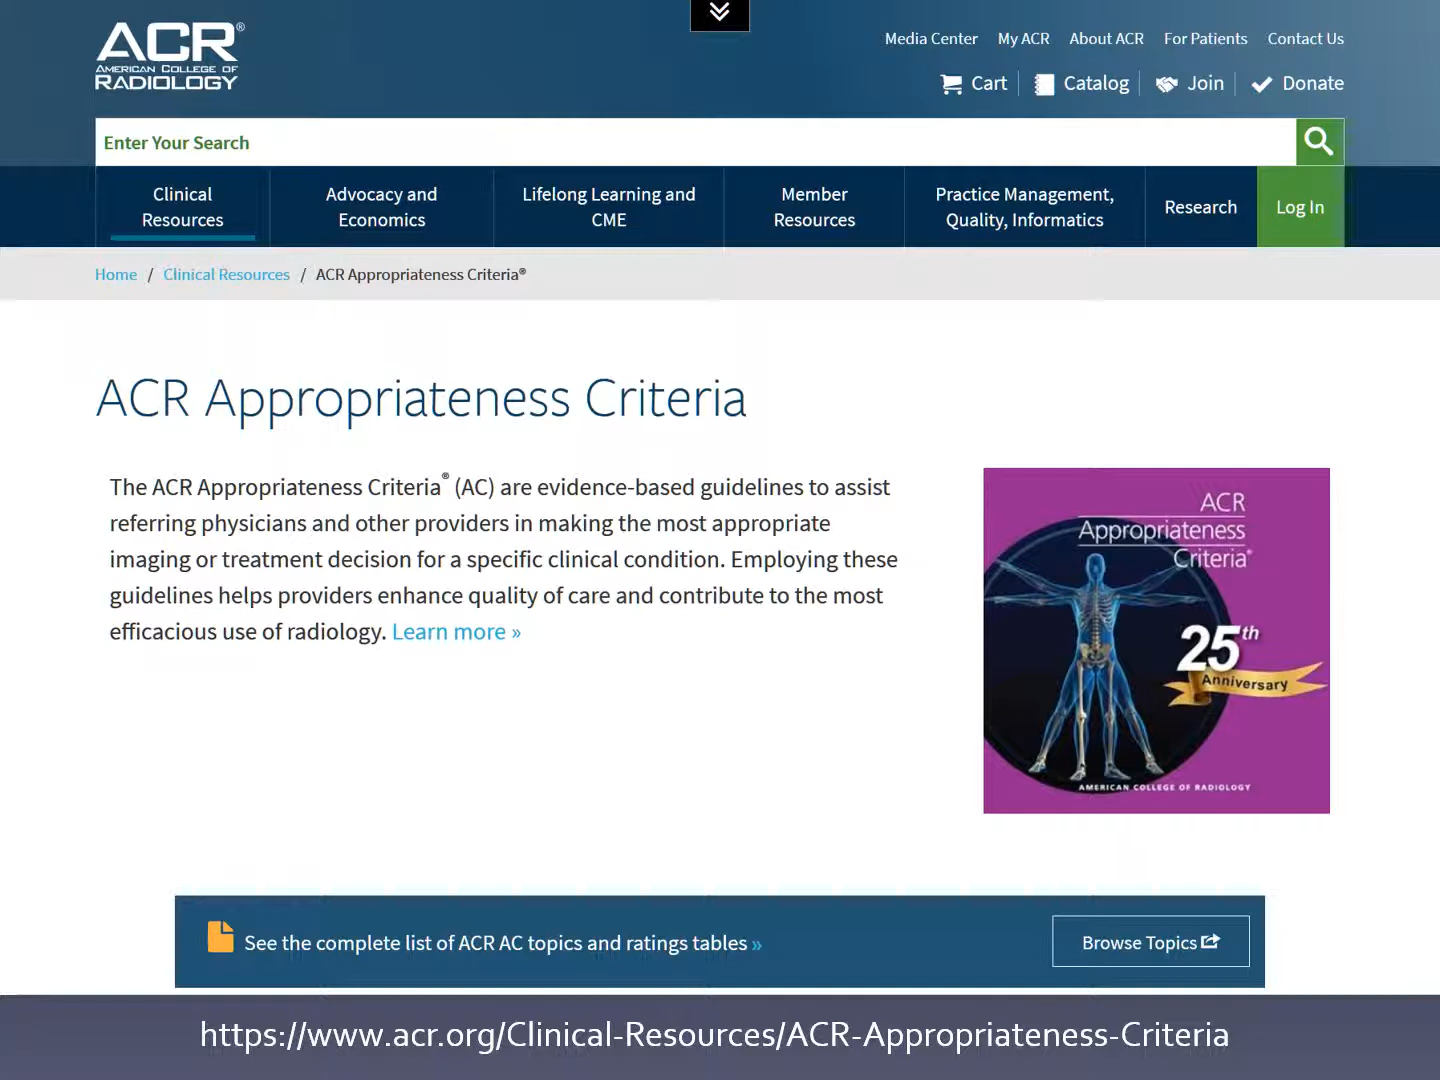 ACR®
AMERICAN COLLEGE OF
RADIOLOGY
Media Center My ACR About ACR For Patients Contact Us
Cart Catalog Join Donate
Enter Your Search
Clinical
Resources
Advocacy and
Economics
Lifelong Learning and
CME
Member
Resources
Practice Management,
Quality, Informatics
Research
Log In
Home / Clinical Resources / ACR Appropriateness Criteria®
ACR Appropriateness Criteria
The ACR Appropriateness Criteria® (AC) are evidence-based guidelines to assist
referring physicians and other providers in making the most appropriate
imaging or treatment decision for a specific clinical condition. Employing these
guidelines helps providers enhance quality of care and contribute to the most
efficacious use of radiology. Learn more »
ACR
Appropriateness
Criteria®
25th
Anniversary
AMERICAN COLLEGE OF RADIOLOGY
See the complete list of ACR AC topics and ratings tables »
Browse Topics
https://www.acr.org/Clinical-Resources/ACR-Appropriateness-Criteria